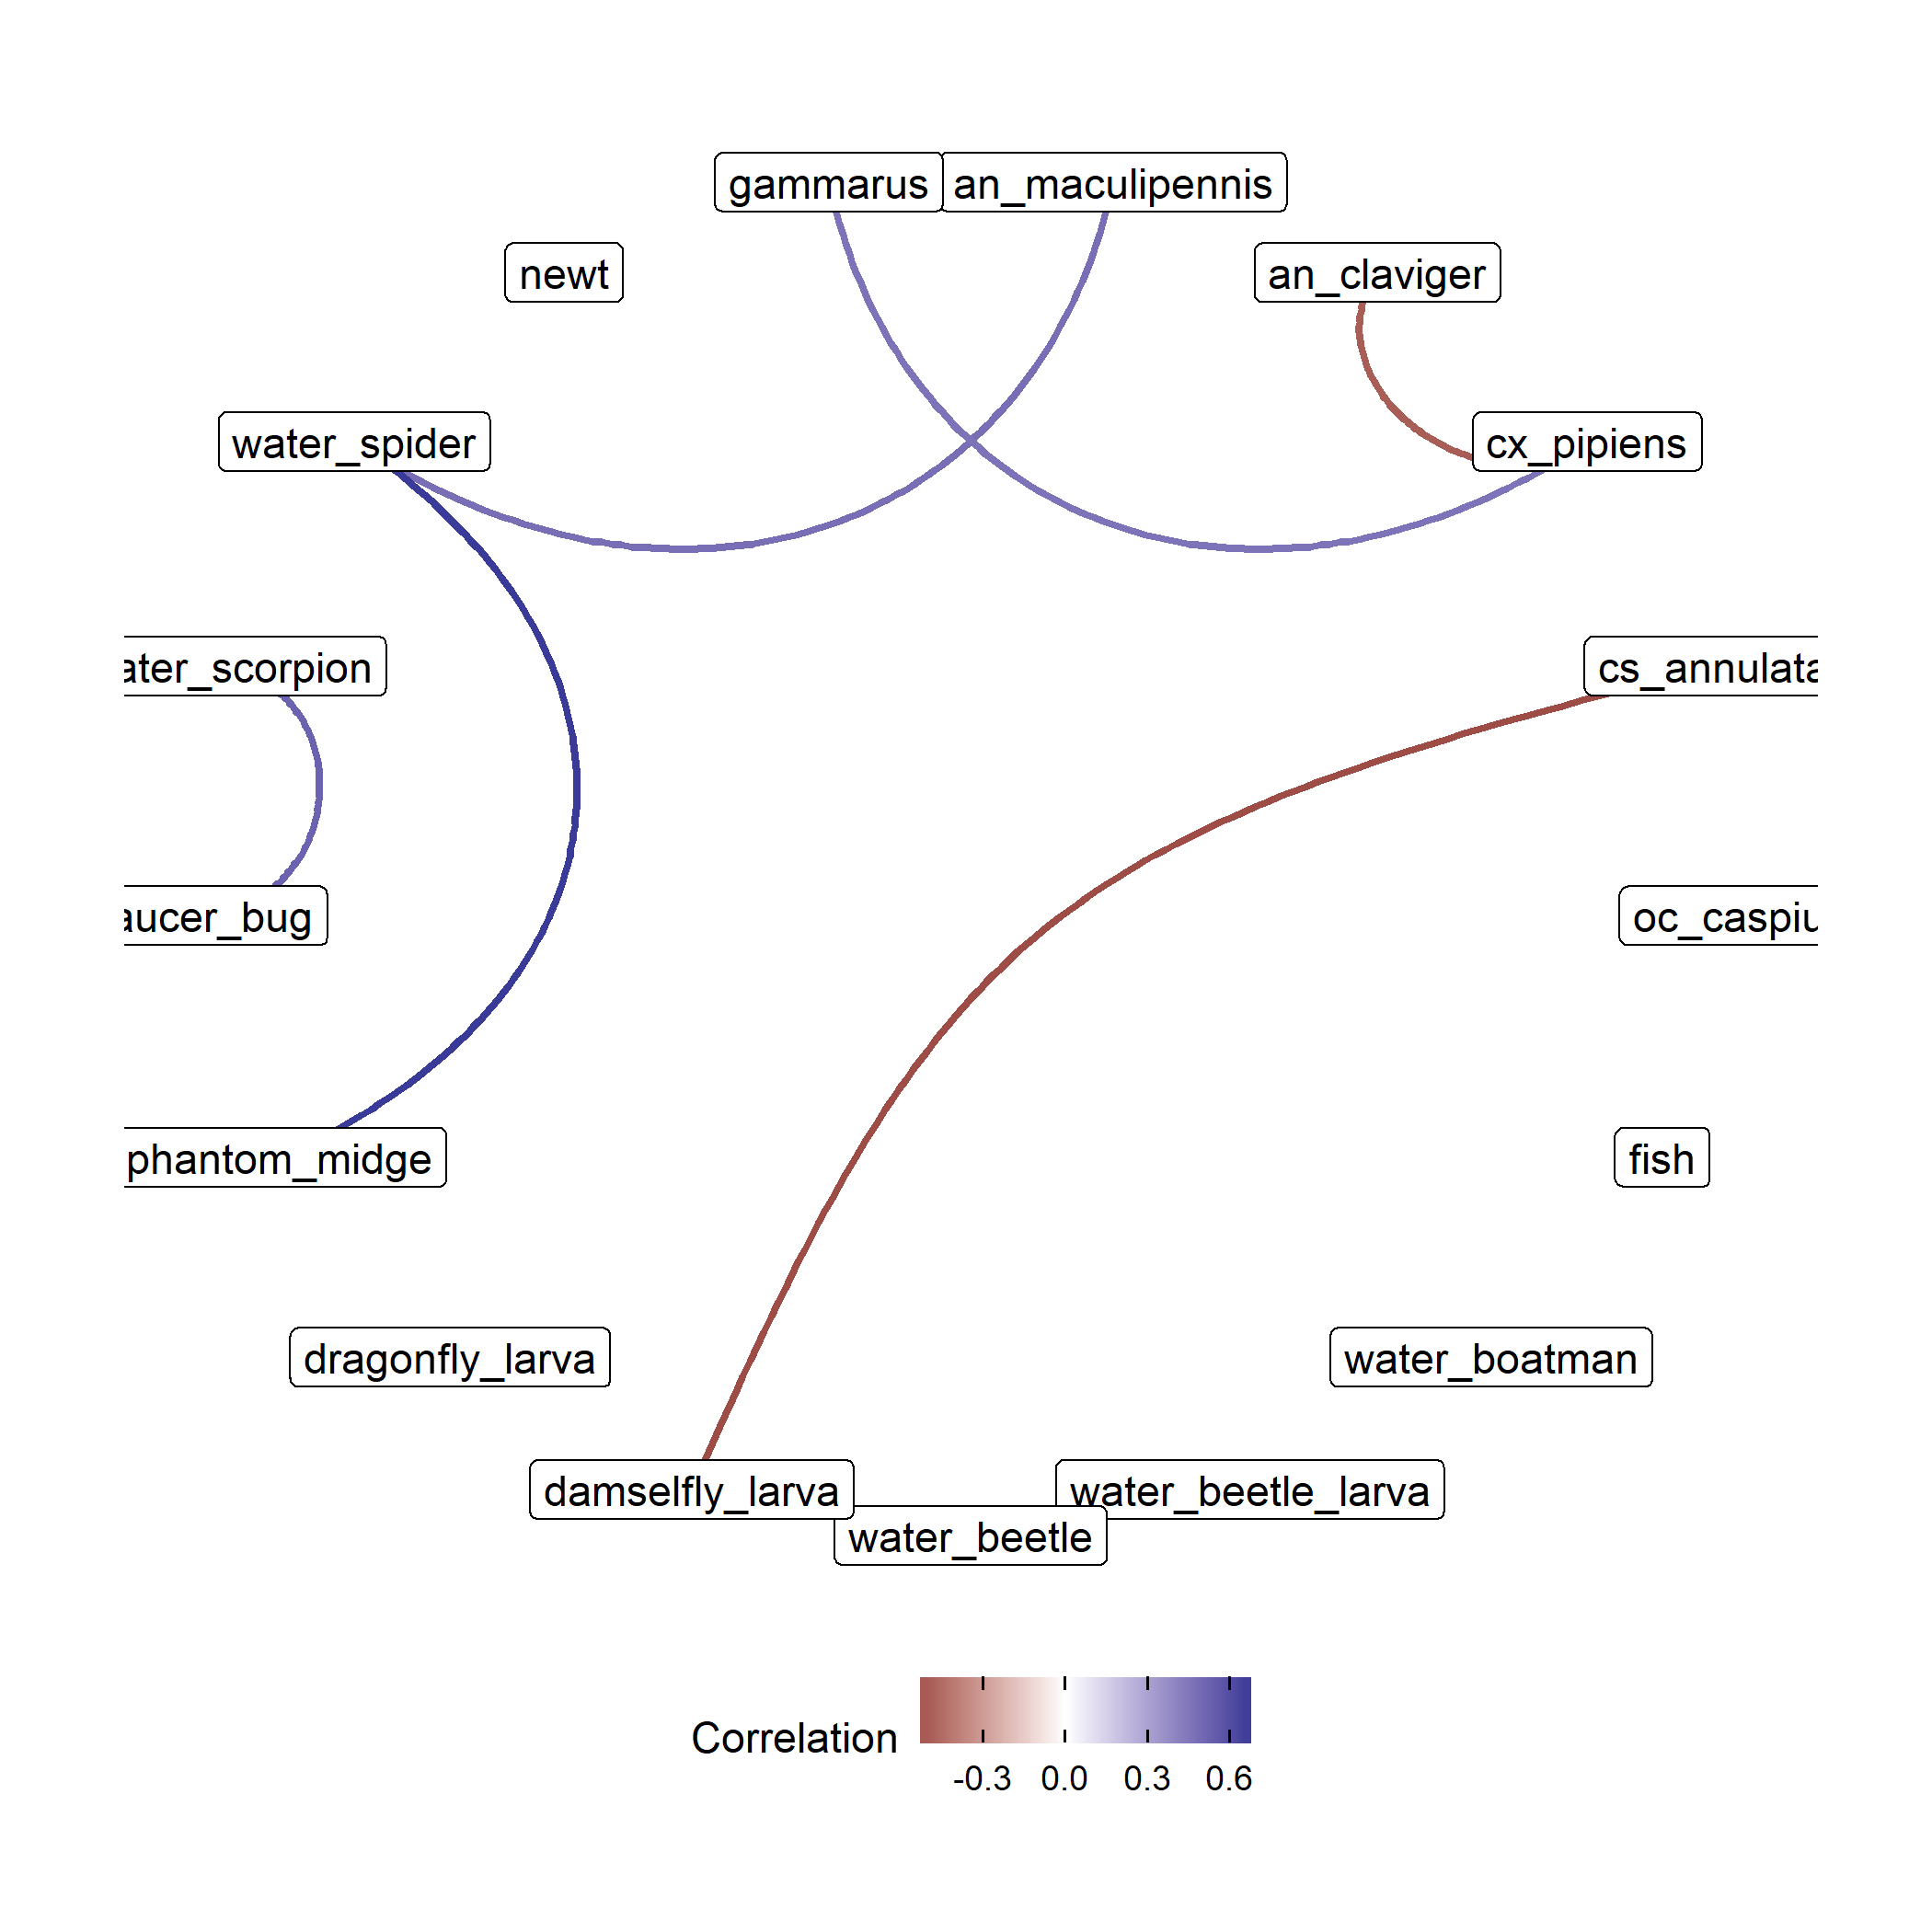 gammarus
an_maculipennis
newt
an_claviger
water_spider
cx_pipiens
ater_scorpion
cs_annulata
aucer_bug
oc_caspiu
phantom_midge
fish
dragonfly_larva
water_boatman
damselfly_larva
water_beetle_larva
water_beetle
Correlation
-0.3 0.0 0.3 0.6